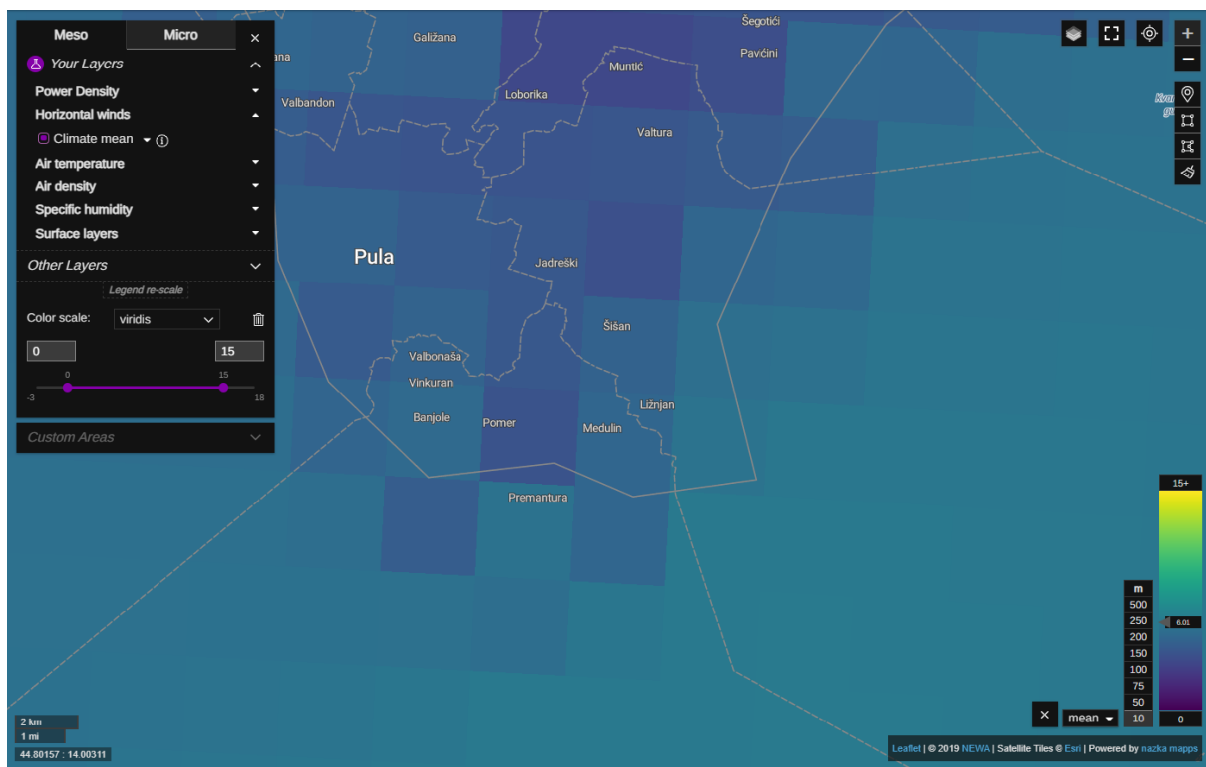 Meso Micro ×
Your Layers
Power Density
Horizontal winds
Climate mean
Air temperature
Air density
Specific humidity
Surface layers
Other Layers
Legend re-scale
Color scale: viridis
0 15
0 15
-3 18
Custom Areas
Galižana
Šegotići
Pavićini
Muntić
Loborika
Valbandon
Valtura
Pula
Jadreški
Šišan
Valbonaša
Vinkuran
Banjole
Pomer
Medulin
Ližnjan
Premantura
+
−
15+
m
500
250
6.01
200
150
100
75
50
× mean 10 0
2 km
1 mi
44.80157 : 14.00311
Leaflet | © 2019 NEWA | Satellite Tiles © Esri | Powered by nazka mapps